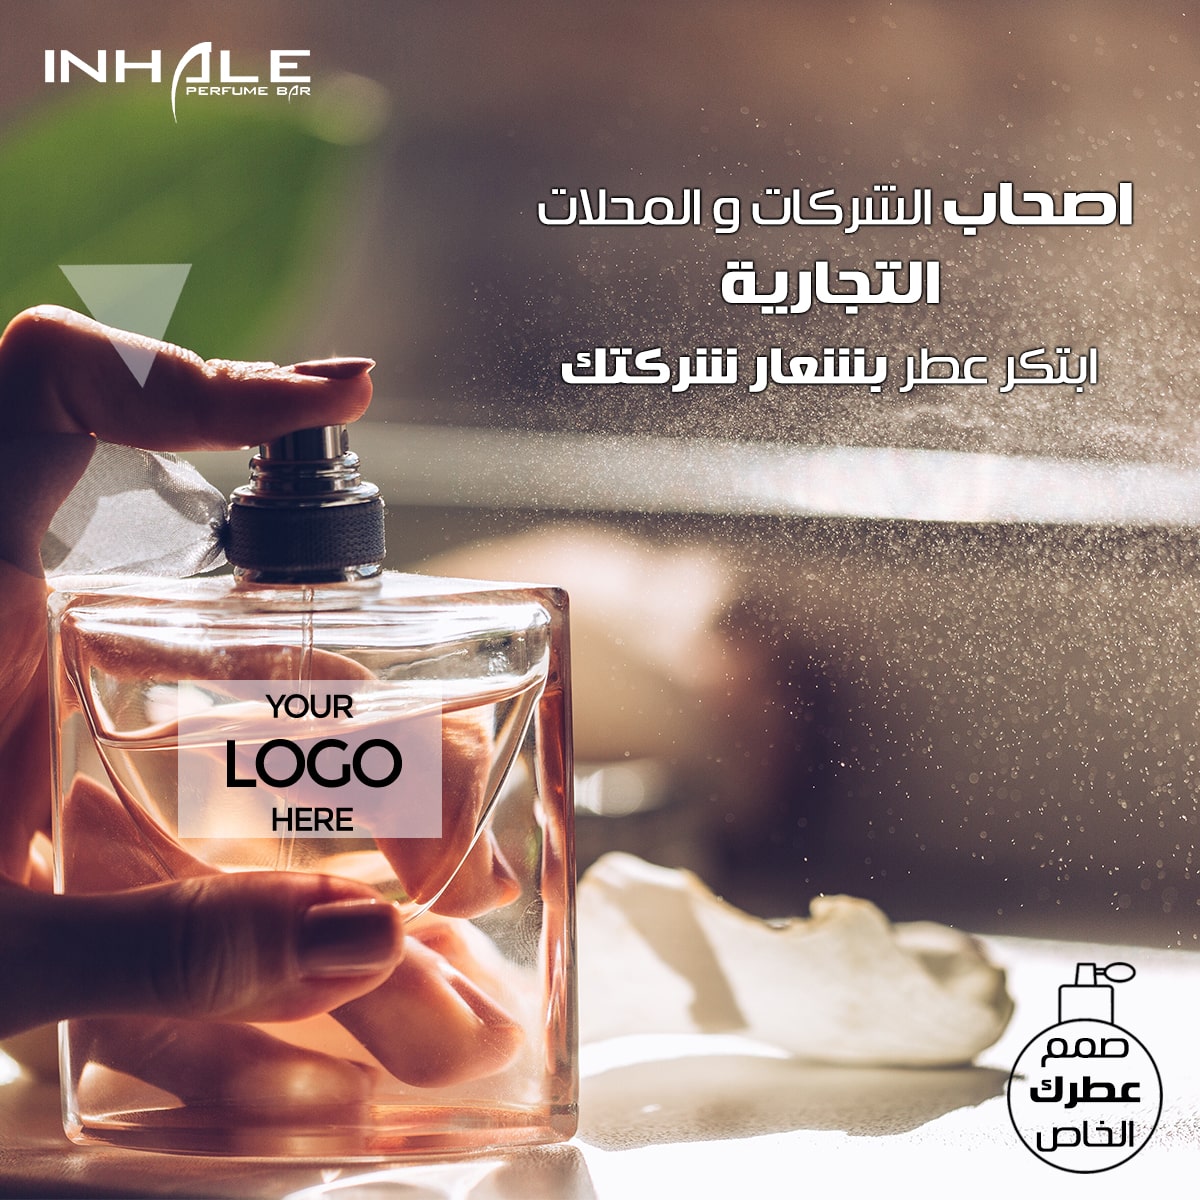 INHALE
PERFUME BAR
اصحاب الشركات و المحلات
التجارية
ابتكر عطر بشعار شركتك
YOUR
LOGO
HERE
صمم
عطرك
الخاص